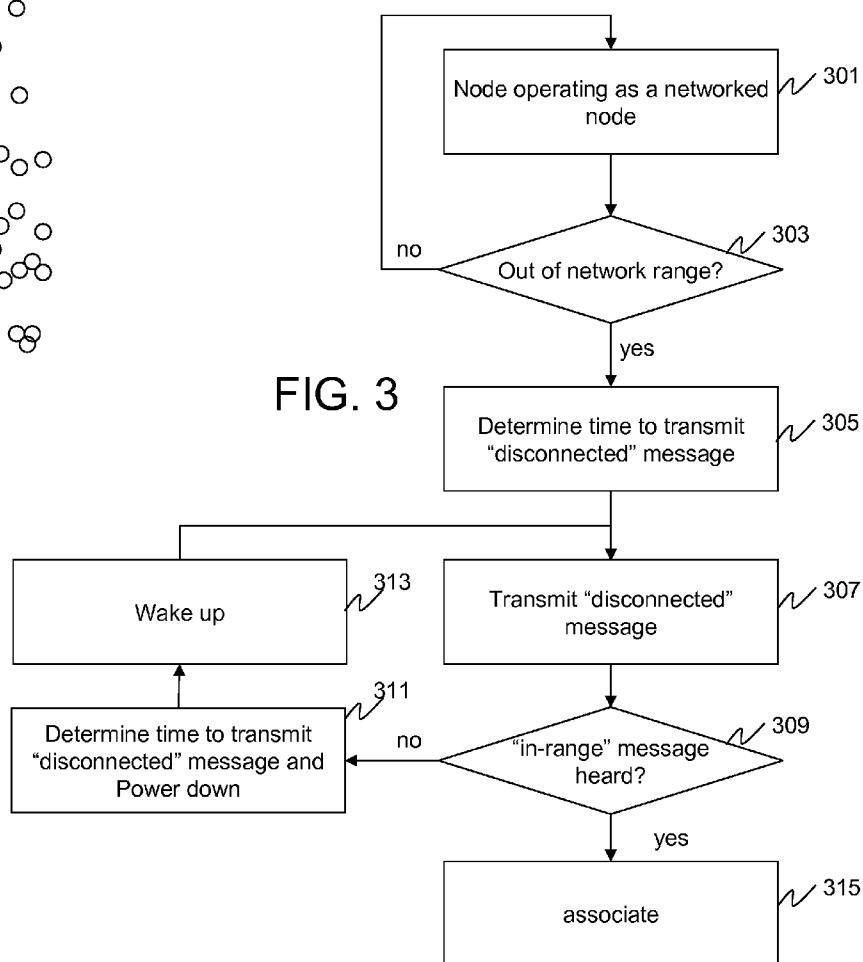 Node operating as a networked
node
301
303
no
Out of network range?
yes
FIG. 3
Determine time to transmit
“disconnected” message
305
313
Wake up
Transmit “disconnected”
message
307
311
Determine time to transmit
“disconnected” message and
Power down
no
“in-range” message
heard?
309
yes
associate
315